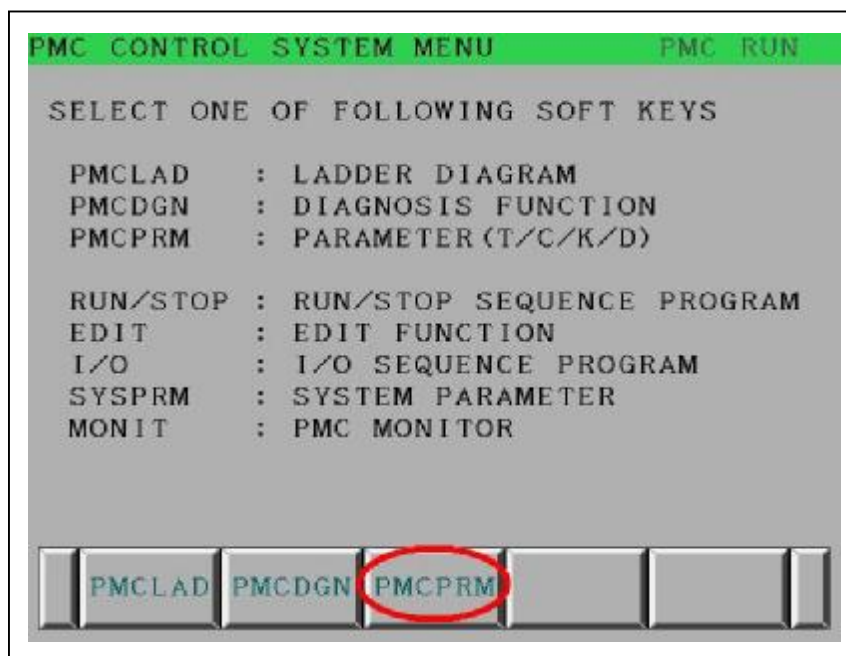 PMC CONTROL SYSTEM MENU PMC RUN
SELECT ONE OF FOLLOWING SOFT KEYS
PMCLAD : LADDER DIAGRAM
PMCDGN : DIAGNOSIS FUNCTION
PMCPRM : PARAMETER(T/C/K/D)
RUN/STOP : RUN/STOP SEQUENCE PROGRAM
EDIT : EDIT FUNCTION
I/O : I/O SEQUENCE PROGRAM
SYSPRM : SYSTEM PARAMETER
MONIT : PMC MONITOR
PMCLAD PMCDGN PMCPRM